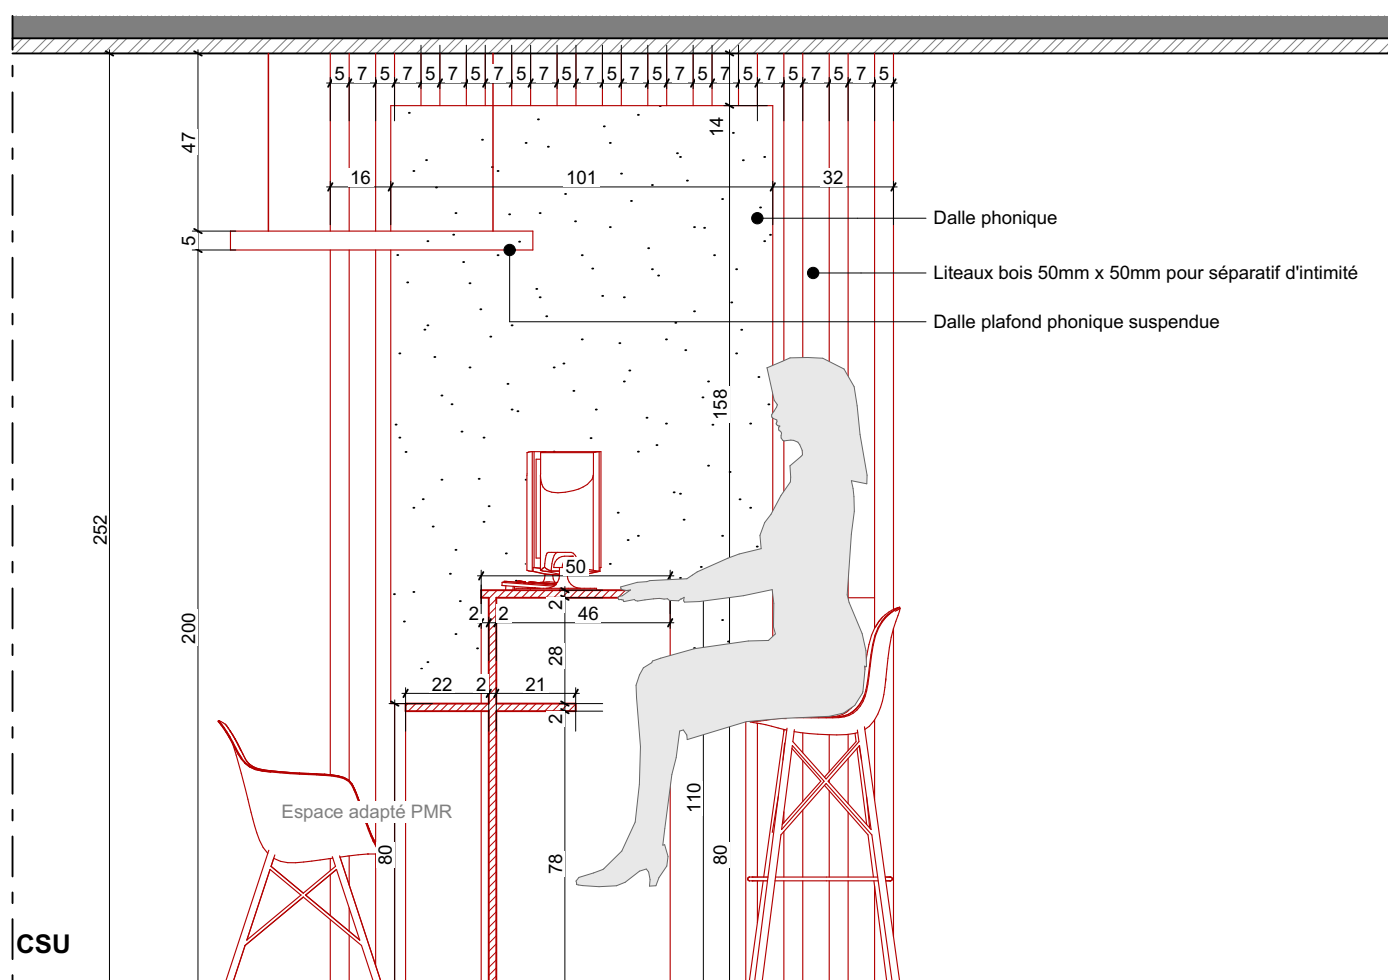 5 7 5 7 5 7 5 7 5 7 5 7 5 7 5 7 5 7 5 7 5 7 5 7 5
47
14
16 101 32
Dalle phonique
5
Liteaux bois 50mm x 50mm pour séparatif d'intimité
Dalle plafond phonique suspendue
158
252
50
2
2 2 46
200
28
22 2 21
2
110
Espace adapté PMR
80
78
80
CSU